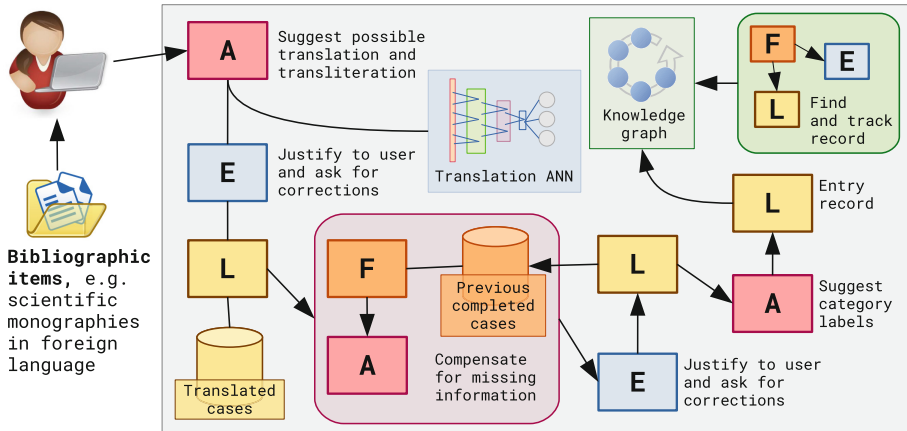 A
Suggest possible
translation and
transliteration
Translation ANN
E
Justify to user
and ask for
corrections
L
Translated
cases
Bibliographic
items, e.g.
scientific
monographies
in foreign
language
F
A
Previous
completed
cases
Compensate
for missing
information
L
E
Justify to user
and ask for
corrections
A
Suggest
category
labels
L
Entry
record
Knowledge
graph
F
E
L
Find
and track
record